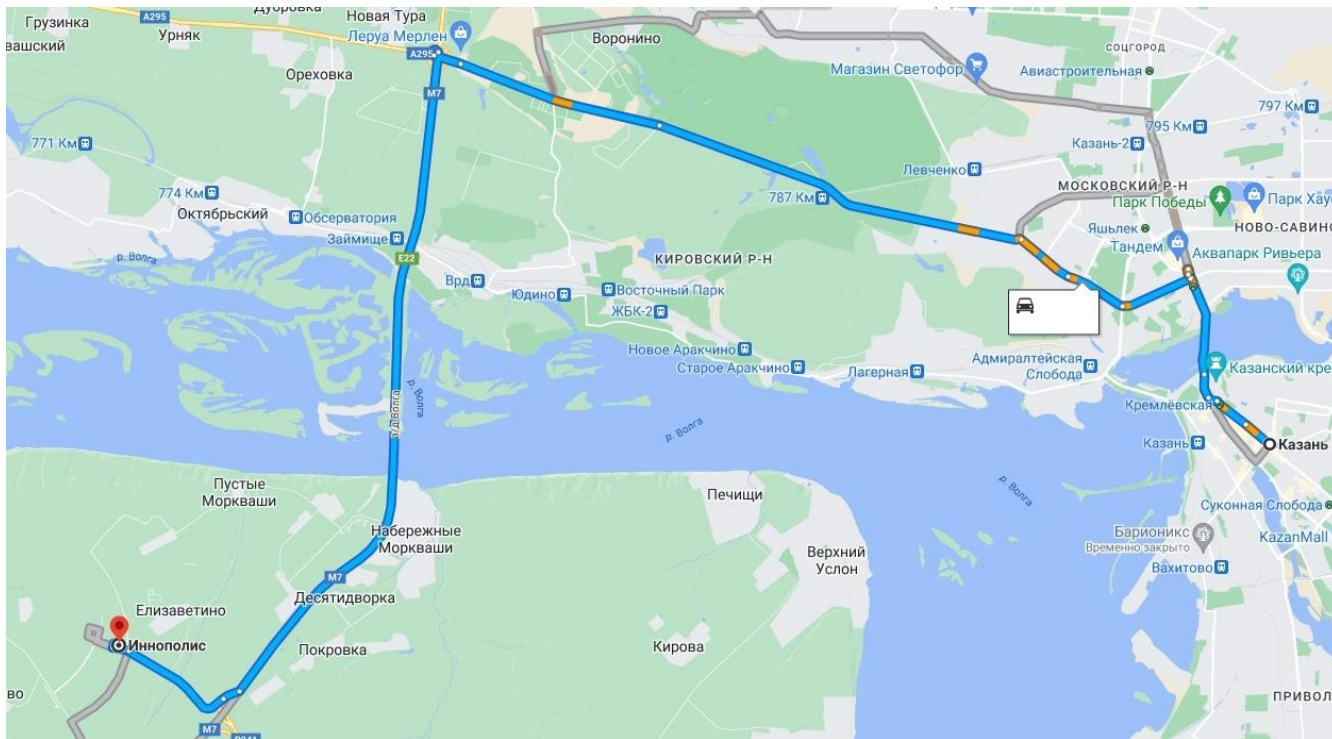 Дубровка
Грузинка
A295
Новая Тура
Урняк
вашский
Леруа Мерлен
A295
Воронино
СОЦГОРОД
Ореховка
Магазин Светофор
Авиастроительная
M7
797 Км
771 Км
795 Км
Казань-2
Левченко
774 Км
787 Км
МОСКОВСКИЙ Р-Н
Парк Победы
Парк Хау
Октябрьский
Обсерватория
Яшьлек
НОВО-САВИНО
Займище
Тандем
р. Волга
E22
КИРОВСКИЙ Р-Н
Аквапарк Ривьера
Врд
Юдино
Восточный Парк
ЖБК-2
Новое Аракчино
Адмиралтейская
Слобода
Старое Аракчино
Лагерная
Казанский кре
р. Волга
а/д Волга
Кремлёвская
р. Волга
Казань
Казань
Пустые
Моркваши
р. Волга
Печищи
Суконная Слобода
Набережные
Моркваши
Барионикс
Временно закрыто
KazanMall
Верхний
Услон
Вахитово
M7
Десятидворка
Елизаветино
Иннополис
Покровка
Кирова
во
ПРИВОЛ
M7